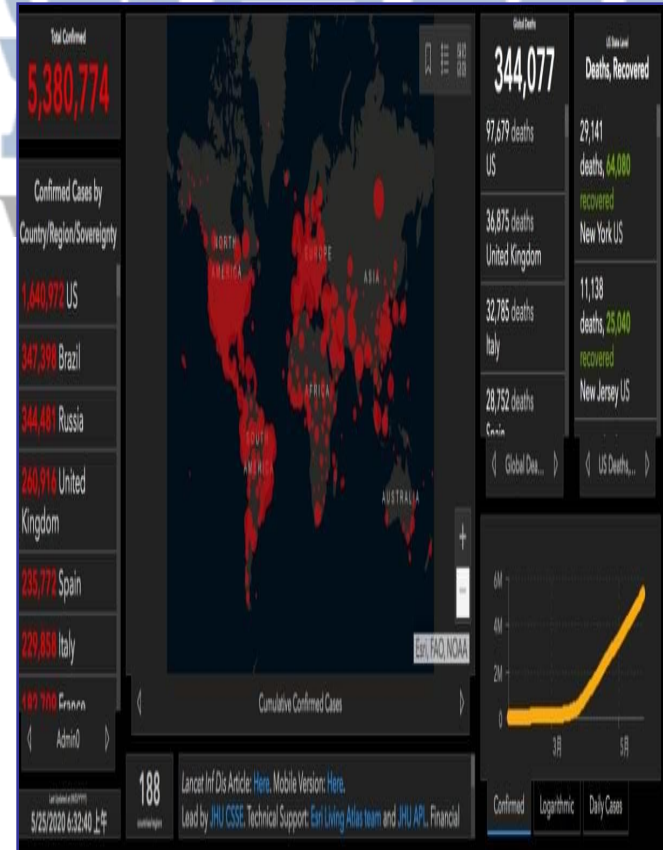 Total Confirmed
5,380,774
Confirmed Cases by
Country/Region/Sovereignty
1,640,972 US
347,398 Brazil
344,481 Russia
260,916 United
Kingdom
235,772 Spain
229,858 Italy
France
Admin0
5/25/2020 6:32:40 上午
NORTH
AMERICA
EUROPE
ASIA
AFRICA
SOUTH
AMERICA
AUSTRALIA
+
Esri, FAO, NOAA
Cumulative Confirmed Cases
188
countries/regions
Lancet Inf Dis Article: Here. Mobile Version: Here.
Lead by JHU CSSE. Technical Support: Esri Living Atlas team and JHU APL. Financial
Global Deaths
344,077
97,679 deaths
US
36,875 deaths
United Kingdom
32,785 deaths
Italy
28,752 deaths
Spain
Global Dea...
US State Level
Deaths, Recovered
29,141
deaths, 64,080
recovered
New York US
11,138
deaths, 25,040
recovered
New Jersey US
US Deaths,...
6M
4M
2M
0
3月
5月
Confirmed
Logarithmic
Daily Cases